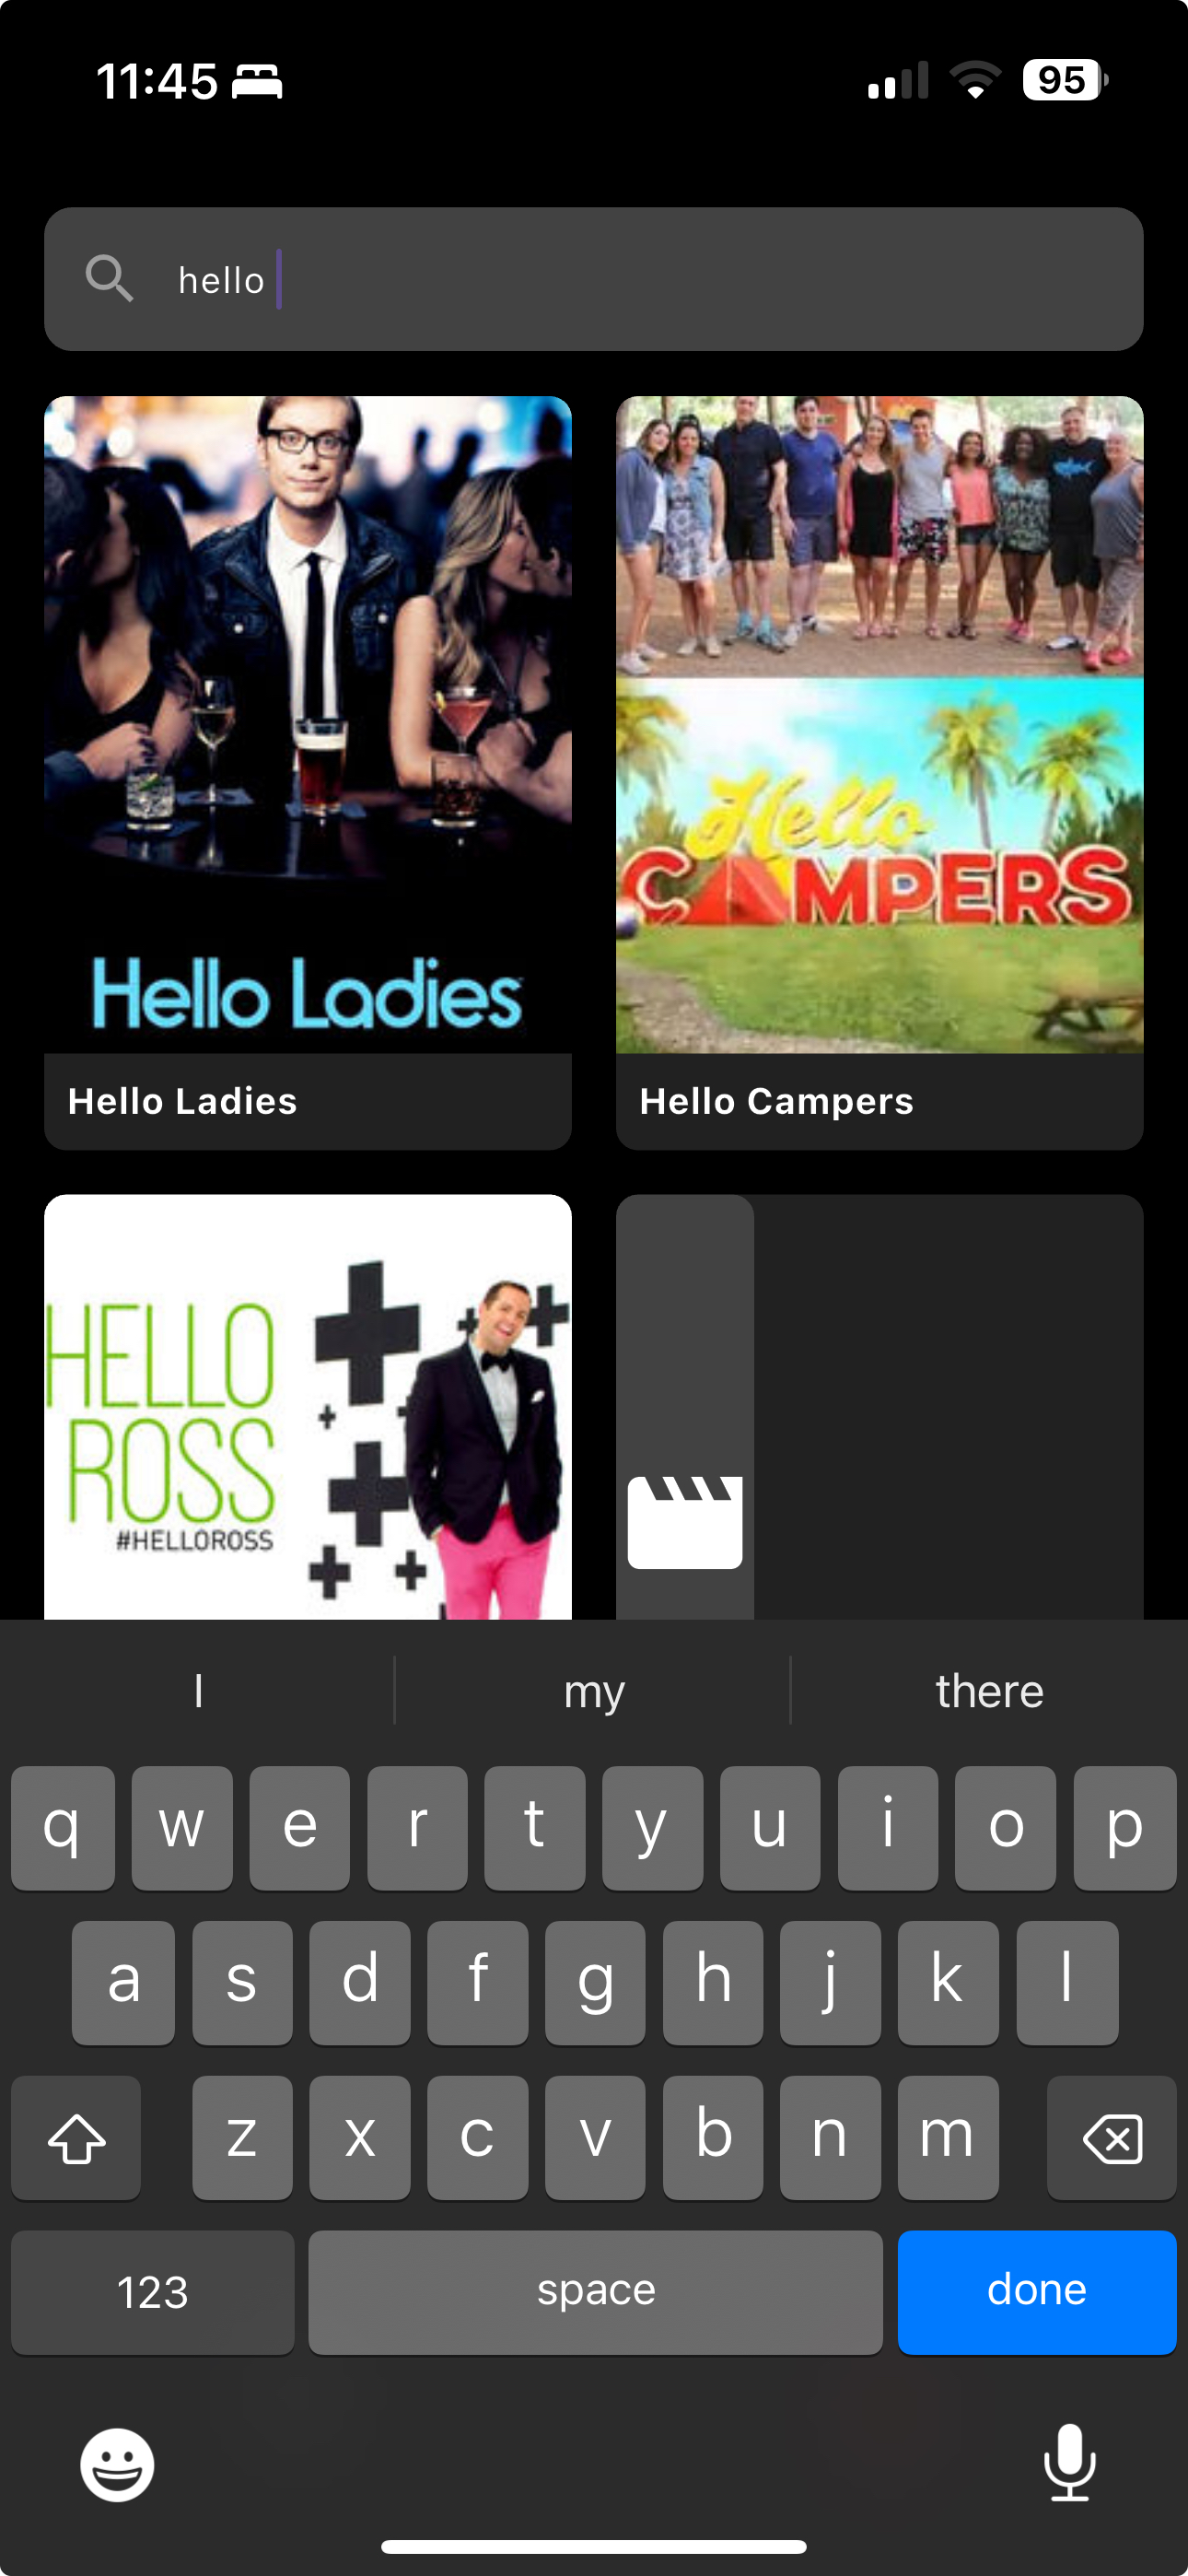 11:45
95
hello
Hello Ladies
Hello
CAMPERS
Hello Ladies
Hello Campers
HELLO
ROSS
#HELLOROSS
I my there
q w e r t y u i o p
a s d f g h j k l
z x c v b n m
123 space done